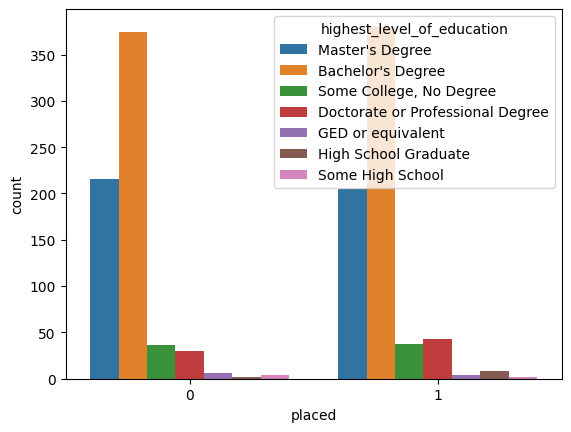 highest_level_of_education
Master's Degree
Bachelor's Degree
Some College, No Degree
Doctorate or Professional Degree
GED or equivalent
High School Graduate
Some High School
350
300
250
200
150
100
50
0
count
0
1
placed